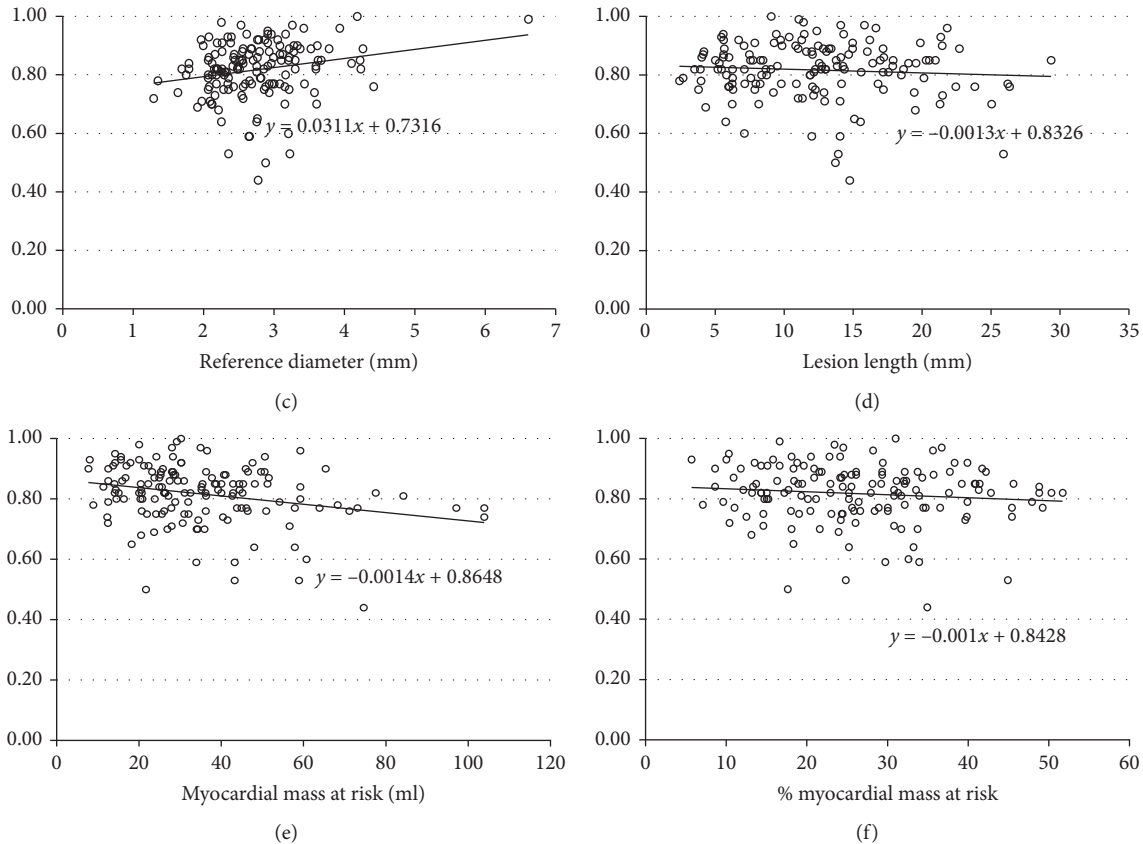 1.00
0.80
0.60
0.40
0.20
0.00
y = 0.0311x + 0.7316
0 1 2 3 4 5 6 7
Reference diameter (mm)
(c)
1.00
0.80
0.60
0.40
0.20
0.00
y = –0.0013x + 0.8326
0 5 10 15 20 25 30 35
Lesion length (mm)
(d)
1.00
0.80
0.60
0.40
0.20
0.00
y = –0.0014x + 0.8648
0 20 40 60 80 100 120
Myocardial mass at risk (ml)
(e)
1.00
0.80
0.60
0.40
0.20
0.00
y = –0.001x + 0.8428
0 10 20 30 40 50 60
% myocardial mass at risk
(f)